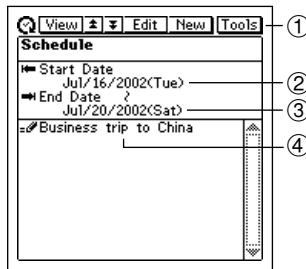 View Edit New Tools ①
Schedule
Start Date
Jul/16/2002(Tue) ②
End Date
Jul/20/2002(Sat) ③
Business trip to China
④